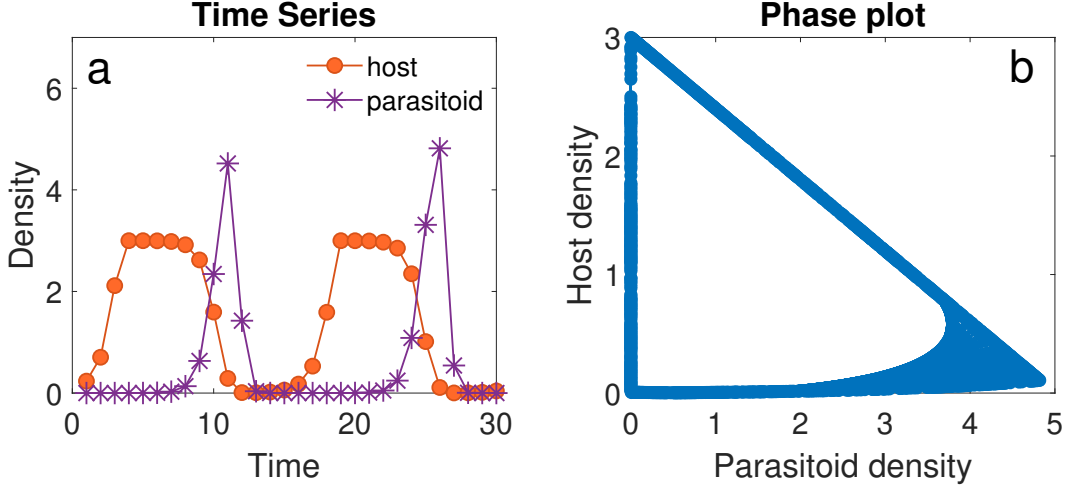 Time Series
a
host
parasitoid
6
4
2
0
Density
0
10
20
30
Time
Phase plot
b
3
2
1
0
Host density
0
1
2
3
4
5
Parasitoid density